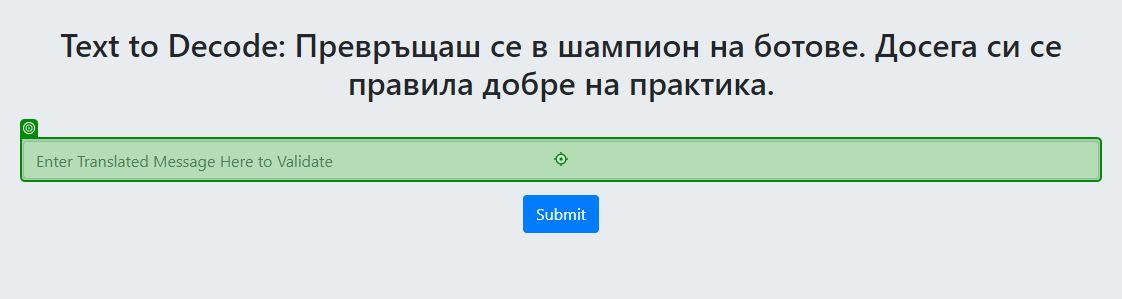 Text to Decode: Превръщаш се в шампион на ботове. Досега си се
правила добре на практика.
Enter Translated Message Here to Validate
Submit